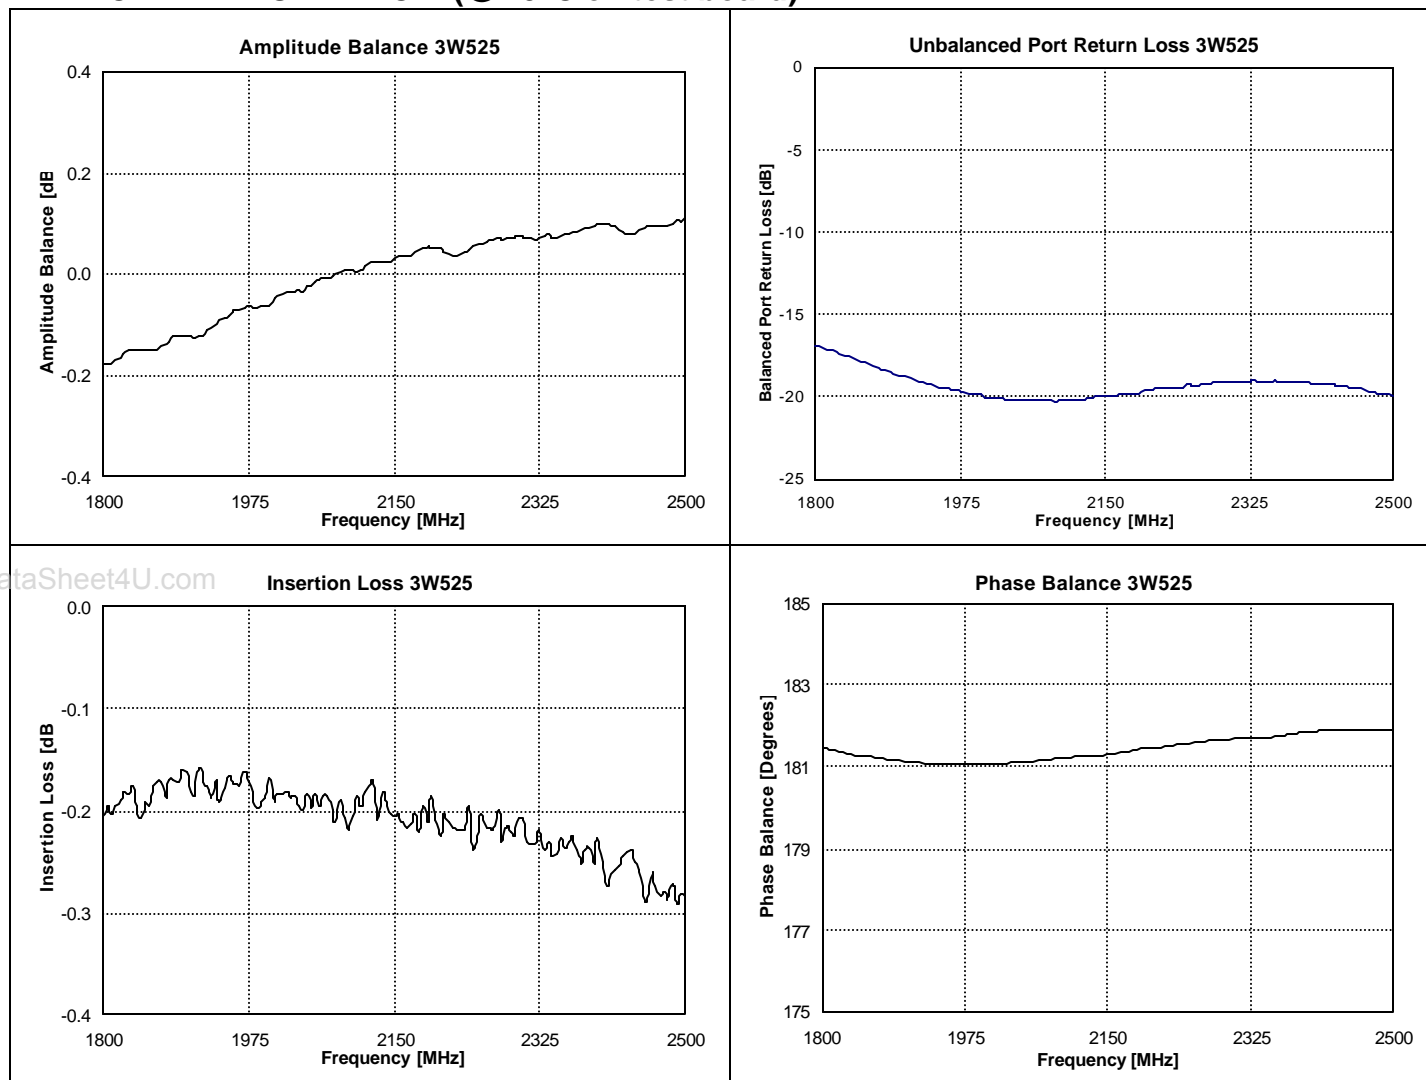 Amplitude Balance 3W525
0.4
0.2
0.0
-0.2
-0.4
Amplitude Balance [dB
1800 1975 2150 2325 2500
Frequency [MHz]
Unbalanced Port Return Loss 3W525
0
-5
-10
-15
-20
-25
Balanced Port Return Loss [dB]
1800 1975 2150 2325 2500
Frequency [MHz]
ataSheet4U.com
Insertion Loss 3W525
0.0
-0.1
-0.2
-0.3
-0.4
Insertion Loss [dB
1800 1975 2150 2325 2500
Frequency [MHz]
Phase Balance 3W525
185
183
181
179
177
175
Phase Balance [Degrees]
1800 1975 2150 2325 2500
Frequency [MHz]